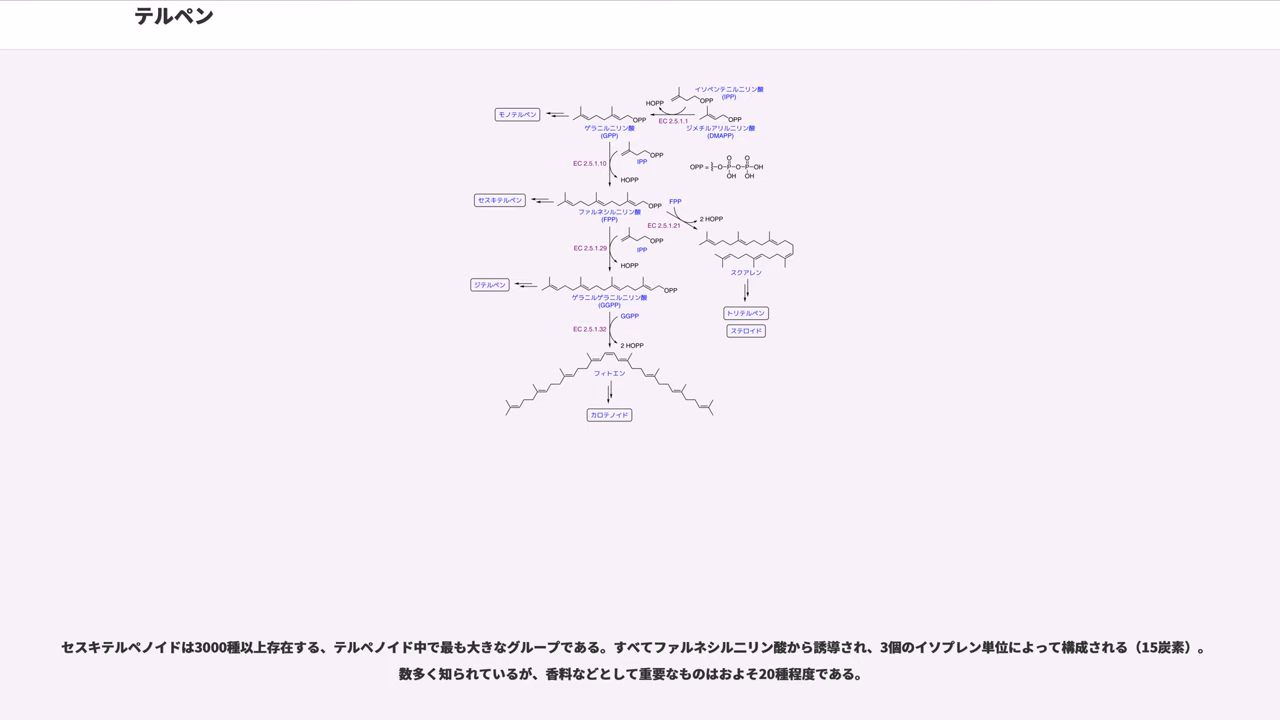 テルペン
イソペンテニル二リン酸
(IPP)
HOPP
OPP
モノテルペン
OPP
OPP
EC 2.5.1.1
ゲラニル二リン酸
(GPP)
ジメチルアリル二リン酸
(DMAPP)
EC 2.5.1.10
OPP
IPP
HOPP
OPP =
O
O
O
P
O
P
OH
OH
OH
セスキテルペン
OPP
FPP
ファルネシル二リン酸
(FPP)
2 HOPP
EC 2.5.1.21
EC 2.5.1.29
OPP
IPP
HOPP
スクアレン
ジテルペン
OPP
ゲラニルゲラニル二リン酸
(GGPP)
トリテルペン
GGPP
EC 2.5.1.32
ステロイド
2 HOPP
フィトエン
カロテノイド
セスキテルペノイドは3000種以上存在する、テルペノイド中で最も大きなグループである。すべてファルネシル二リン酸から誘導され、3個のイソプレン単位によって構成される（15炭素）。
数多く知られているが、香料などとして重要なものはおよそ20種程度である。